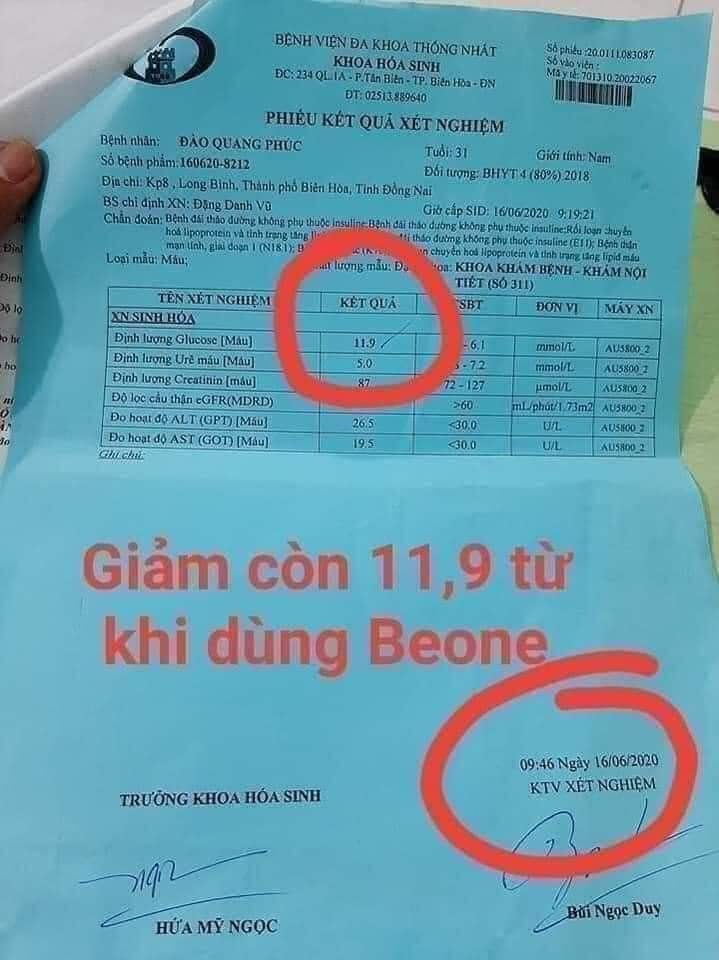 BỆNH VIỆN ĐA KHOA THỐNG NHẤT
KHOA HÓA SINH
ĐC: 234 QL.1A - P.Tân Biên - TP. Biên Hòa - ĐN
ĐT: 02513.889640
Số phiếu :20.0111.083087
Số vào viện :
Mã y tế: 701310.20022067
PHIẾU KẾT QUẢ XÉT NGHIỆM
Bệnh nhân: ĐÀO QUANG PHÚC Tuổi: 31 Giới tính: Nam
Số bệnh phẩm: 160620-8212 Đối tượng: BHYT 4 (80%) 2018
Địa chỉ: Kp8 , Long Bình, Thành phố Biên Hòa, Tỉnh Đồng Nai
BS chỉ định XN: Đặng Danh Vũ Giờ cấp SID: 16/06/2020 9:19:21
Chẩn đoán: Bệnh đái tháo đường không phụ thuộc insuline;Bệnh đái tháo đường không phụ thuộc insuline;Rối loạn chuyển
hoá lipoprotein và tình trạng tăng thảo đường không phụ thuộc insuline (E11); Bệnh thận
mạn tính, giai đoạn 1 (N18.1); chuyển hoá lipoprotein và tình trạng tăng lipid máu
Loại mẫu: Máu; lượng mẫu: KHOA KHÁM BỆNH - KHÁM NỘI
TIẾT (SỐ 311)
TÊN XÉT NGHIỆM KẾT QUẢ CSBT ĐƠN VỊ MÁY XN
XN SINH HÓA
Định lượng Glucose [Máu] 11.9 - 6.1 mmol/L AU5800_2
Định lượng Urê máu [Máu] 5.0 - 7.2 mmol/L AU5800_2
Định lượng Creatinin [máu] 87 72 - 127 µmol/L AU5800_2
Độ lọc cầu thận eGFR(MDRD) >60 mL/phút/1.73m2 AU5800_2
Đo hoạt độ ALT (GPT) [Máu] 26.5 <30.0 U/L AU5800_2
Đo hoạt độ AST (GOT) [Máu] 19.5 <30.0 U/L AU5800_2
Ghi chú:
Giảm còn 11,9 từ
khi dùng Beone
09:46 Ngày 16/06/2020
KTV XÉT NGHIỆM
TRƯỞNG KHOA HÓA SINH
HỨA MỸ NGỌC
Bùi Ngọc Duy